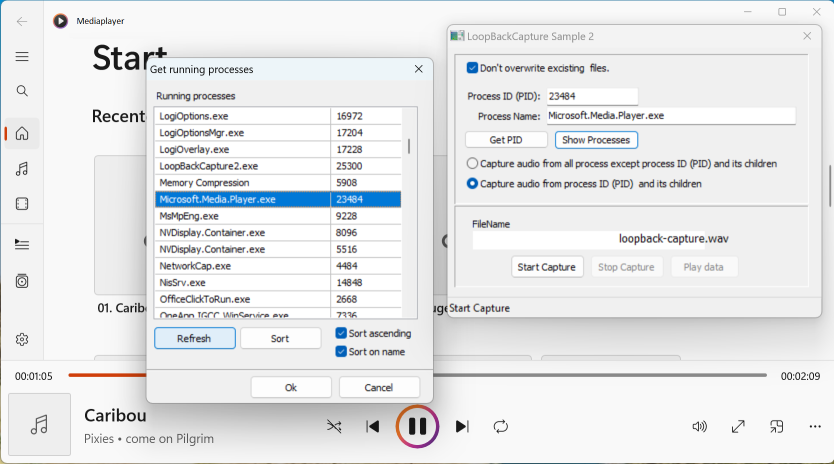 Mediaplayer
Start
Recente
01. Caribo
Get running processes
Running processes
LogiOptions.exe 16972
LogiOptionsMgr.exe 17204
LogiOverlay.exe 17228
LoopBackCapture2.exe 25300
Memory Compression 5908
Microsoft.Media.Player.exe 23484
MsMpEng.exe 9228
NVDisplay.Container.exe 8096
NVDisplay.Container.exe 5516
NetworkCap.exe 4484
NisSrv.exe 14848
OfficeClickToRun.exe 2668
OneApp.IGCC.WinService.exe 7336
Refresh
Sort
Sort ascending
Sort on name
Ok
Cancel
LoopBackCapture Sample 2
Don't overwrite excisting files.
Process ID (PID): 23484
Process Name: Microsoft.Media.Player.exe
Get PID
Show Processes
Capture audio from all process except process ID (PID) and its children
Capture audio from process ID (PID) and its children
FileName
loopback-capture.wav
Start Capture
Stop Capture
Play data
Start Capture
00:01:05
00:02:09
Caribou
Pixies • come on Pilgrim